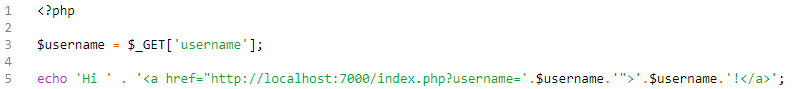 1 <?php
2
3 $username = $_GET['username'];
4
5 echo 'Hi ' . '<a href="http://localhost:7000/index.php?username='.$username.'">'.$username.'!</a>';